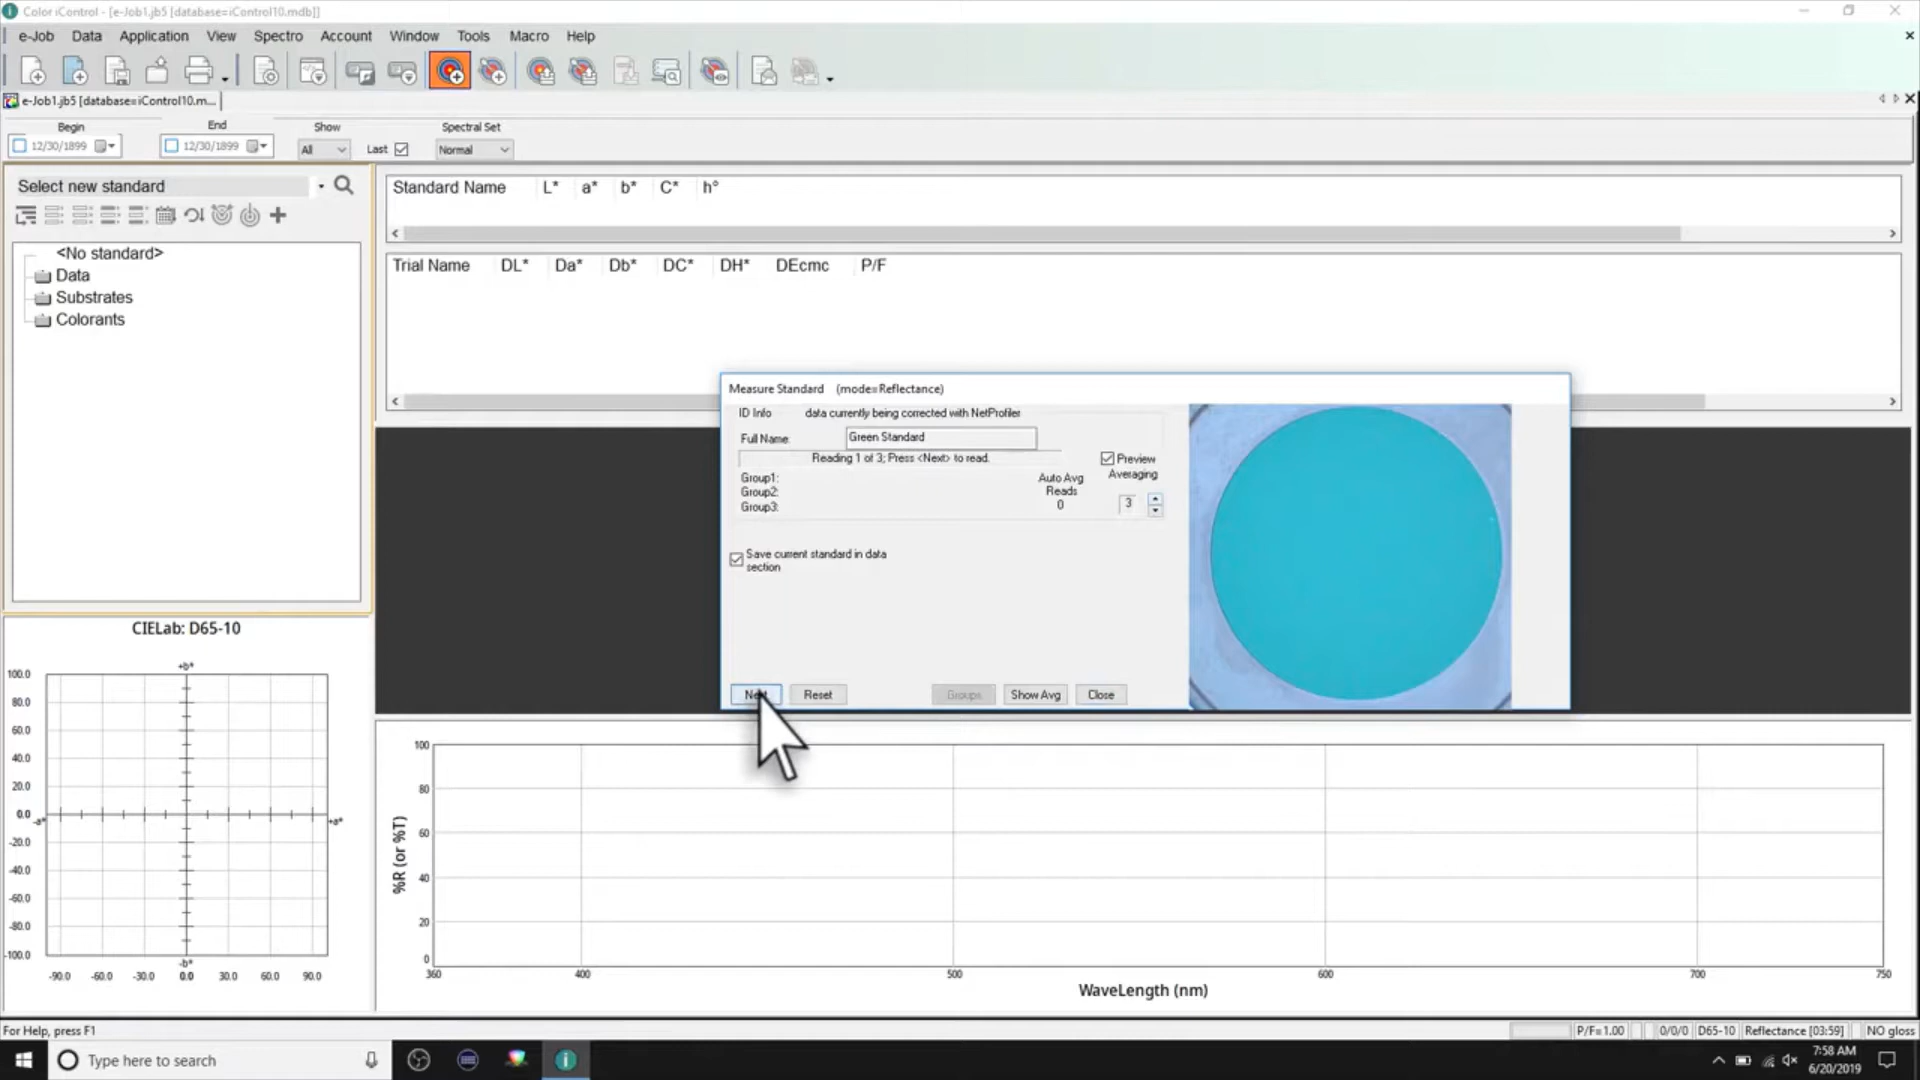 Color iControl - [e-Job1.jb5 [database=iControl10.mdb]]
e-Job Data Application View Spectro Account Window Tools Macro Help
e-Job1.jb5 [database=iControl10.m...
Begin End Show Spectral Set
12/30/1899 12/30/1899 All Last Normal
Select new standard
Standard Name L* a* b* C* h°
<No standard>
Data
Substrates
Colorants
Trial Name DL* Da* Db* DC* DH* DEcmc P/F
Measure Standard (mode=Reflectance)
ID Info data currently being corrected with NetProfiler
Full Name: Green Standard
Reading 1 of 3; Press <Next> to read.
Preview
Averaging
Group1:
Group2:
Group3:
Auto Avg
Reads
0
3
Save current standard in data
section
Next Reset Groups Show Avg Close
CIELab: D65-10
+b*
100.0
80.0
60.0
40.0
20.0
0.0
-20.0
-40.0
-60.0
-80.0
-100.0
-a* +a*
-b*
-90.0 -60.0 -30.0 0.0 30.0 60.0 90.0
%R (or %T)
100
80
60
40
20
0
360 400 500 600 700 750
WaveLength (nm)
For Help, press F1
P/F=1.00 0/0/0 D65-10 Reflectance [03:59] NO gloss
Type here to search
7:58 AM
6/20/2019